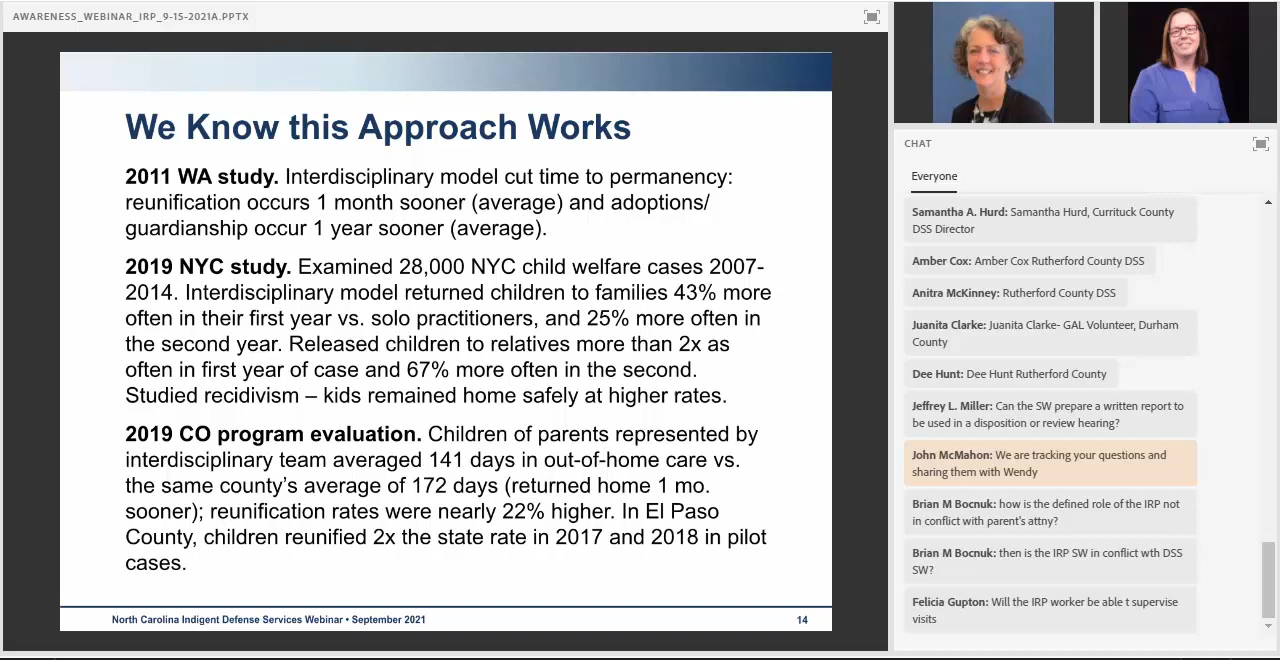 AWARENESS_WEBINAR_IRP_9-15-2021A.PPTX
We Know this Approach Works
2011 WA study. Interdisciplinary model cut time to permanency:
reunification occurs 1 month sooner (average) and adoptions/
guardianship occur 1 year sooner (average).
2019 NYC study. Examined 28,000 NYC child welfare cases 2007-
2014. Interdisciplinary model returned children to families 43% more
often in their first year vs. solo practitioners, and 25% more often in
the second year. Released children to relatives more than 2x as
often in first year of case and 67% more often in the second.
Studied recidivism – kids remained home safely at higher rates.
2019 CO program evaluation. Children of parents represented by
interdisciplinary team averaged 141 days in out-of-home care vs.
the same county's average of 172 days (returned home 1 mo.
sooner); reunification rates were nearly 22% higher. In El Paso
County, children reunified 2x the state rate in 2017 and 2018 in pilot
cases.
North Carolina Indigent Defense Services Webinar • September 2021
14
CHAT
Everyone
Samantha A. Hurd: Samantha Hurd, Currituck County
DSS Director
Amber Cox: Amber Cox Rutherford County DSS
Anitra McKinney: Rutherford County DSS
Juanita Clarke: Juanita Clarke- GAL Volunteer, Durham
County
Dee Hunt: Dee Hunt Rutherford County
Jeffrey L. Miller: Can the SW prepare a written report to
be used in a disposition or review hearing?
John McMahon: We are tracking your questions and
sharing them with Wendy
Brian M Bocnuk: how is the defined role of the IRP not
in conflict with parent's attny?
Brian M Bocnuk: then is the IRP SW in conflict wth DSS
SW?
Felicia Gupton: Will the IRP worker be able t supervise
visits